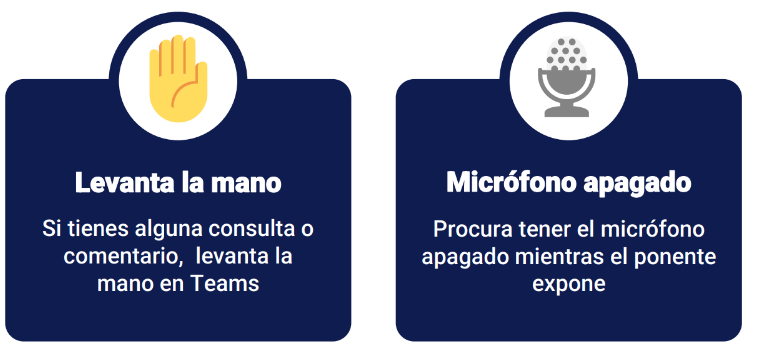 Levanta la mano
Si tienes alguna consulta o
comentario, levanta la
mano en Teams
Micrófono apagado
Procura tener el micrófono
apagado mientras el ponente
expone